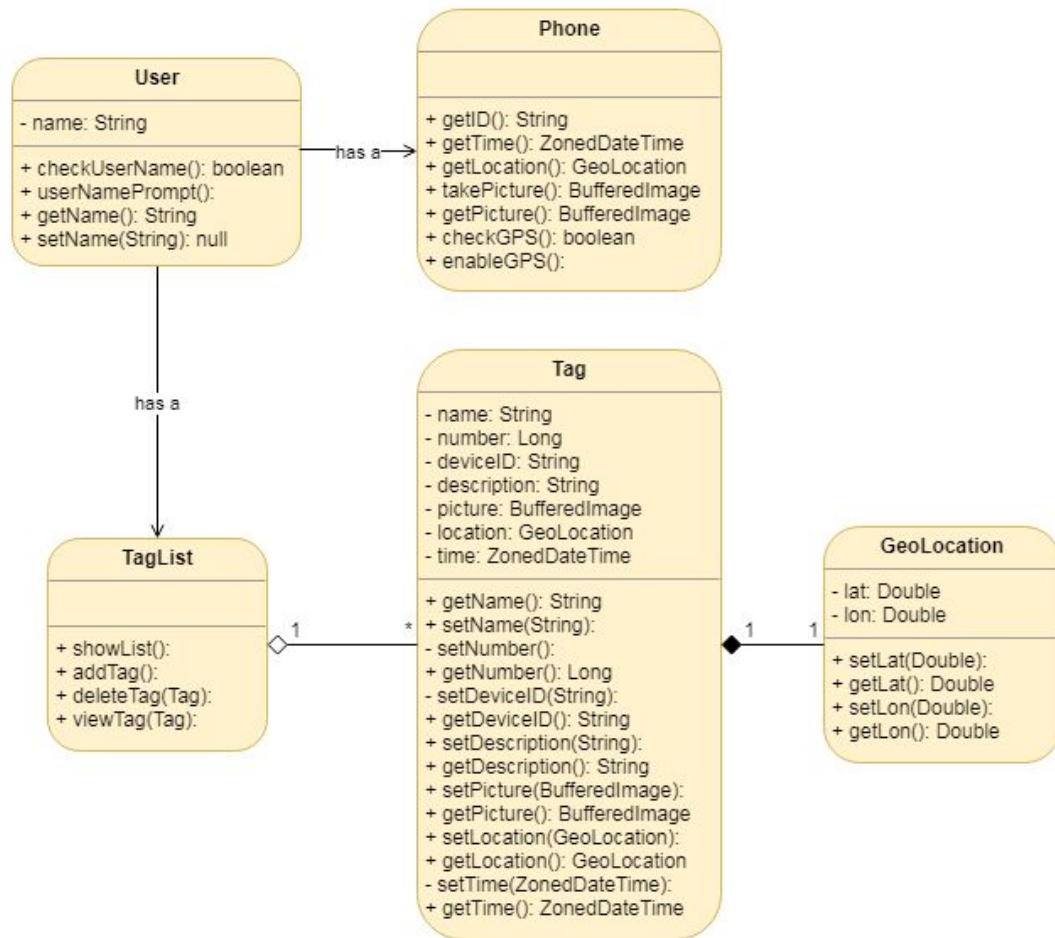 User
- name: String
+ checkUserName(): boolean
+ userNamePrompt():
+ getName(): String
+ setName(String): null
has a
Phone
+ getID(): String
+ getTime(): ZonedDateTime
+ getLocation(): GeoLocation
+ takePicture(): BufferedImage
+ getPicture(): BufferedImage
+ checkGPS(): boolean
+ enableGPS():
has a
TagList
+ showList():
+ addTag():
+ deleteTag(Tag):
+ viewTag(Tag):
1
*
Tag
- name: String
- number: Long
- deviceID: String
- description: String
- picture: BufferedImage
- location: GeoLocation
- time: ZonedDateTime
+ getName(): String
+ setName(String):
- setNumber():
+ getNumber(): Long
- setDeviceID(String):
+ getDeviceID(): String
+ setDescription(String):
+ getDescription(): String
+ setPicture(BufferedImage):
+ getPicture(): BufferedImage
+ setLocation(GeoLocation):
+ getLocation(): GeoLocation
- setTime(ZonedDateTime):
+ getTime(): ZonedDateTime
1
1
GeoLocation
- lat: Double
- lon: Double
+ setLat(Double):
+ getLat(): Double
+ setLon(Double):
+ getLon(): Double